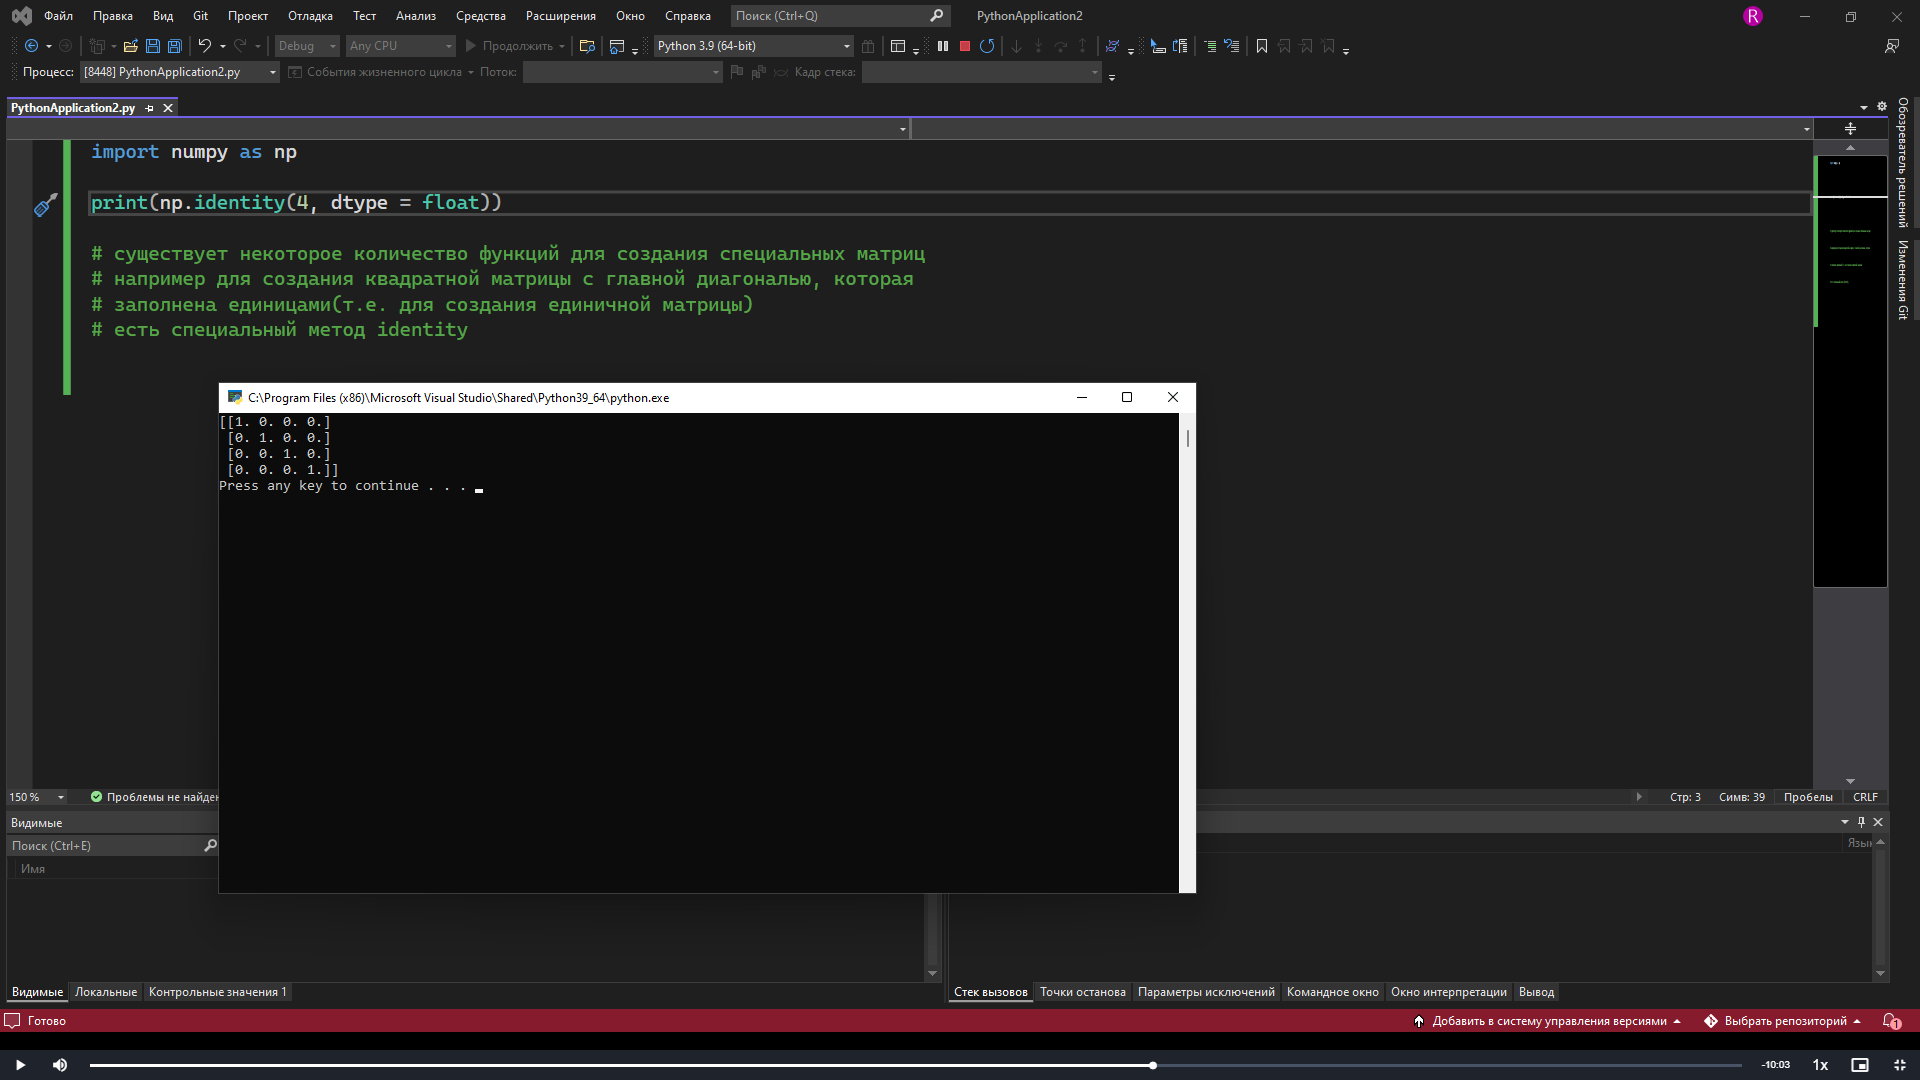 Файл Правка Вид Git Проект Отладка Тест Анализ Средства Расширения Окно Справка Поиск (Ctrl+Q) PythonApplication2 R
Debug Any CPU Продолжить Python 3.9 (64-bit)
Процесс: [8448] PythonApplication2.py События жизненного цикла Поток: Кадр стека:
PythonApplication2.py
Обозреватель решений
Изменения Git
import numpy as np
print(np.identity(4, dtype = float))
# существует некоторое количество функций для создания специальных матриц
# например для создания квадратной матрицы с главной диагональю, которая
# заполнена единицами(т.е. для создания единичной матрицы)
# есть специальный метод identity
C:\Program Files (x86)\Microsoft Visual Studio\Shared\Python39_64\python.exe
[[1. 0. 0. 0.]
[0. 1. 0. 0.]
[0. 0. 1. 0.]
[0. 0. 0. 1.]]
Press any key to continue . . .
150 % Проблемы не найден Стр: 3 Симв: 39 Пробелы CRLF
Видимые
Поиск (Ctrl+E)
Имя
Язык
Видимые Локальные Контрольные значения 1 Стек вызовов Точки останова Параметры исключений Командное окно Окно интерпретации Вывод
Готово Добавить в систему управления версиями Выбрать репозиторий 1
-10:03 1x